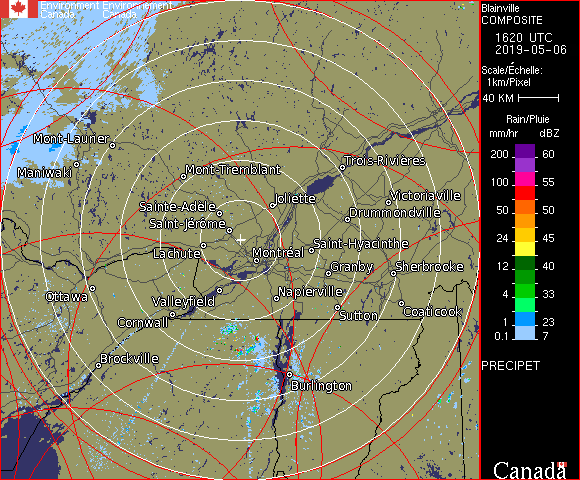 Environment Environnement
Canada Canada
Blainville
COMPOSITE
1620 UTC
2019-05-06
Scale/Échelle:
1km/Pixel
40 KM
Rain/Pluie
mm/hr dBZ
200 60
100 55
50 50
24 45
12 40
4 33
1 23
0.1 7
PRECIPET
Canada
Mont-Laurier
Maniwaki
Mont-Tremblant
Trois-Rivières
Joliette
Victoriaville
Sainte-Adèle
Drummondville
Saint-Jérôme
Lachute
Montréal
Saint-Hyacinthe
Granby
Sherbrooke
Ottawa
Valleyfield
Napierville
Cornwall
Sutton
Coaticook
Brockville
Burlington